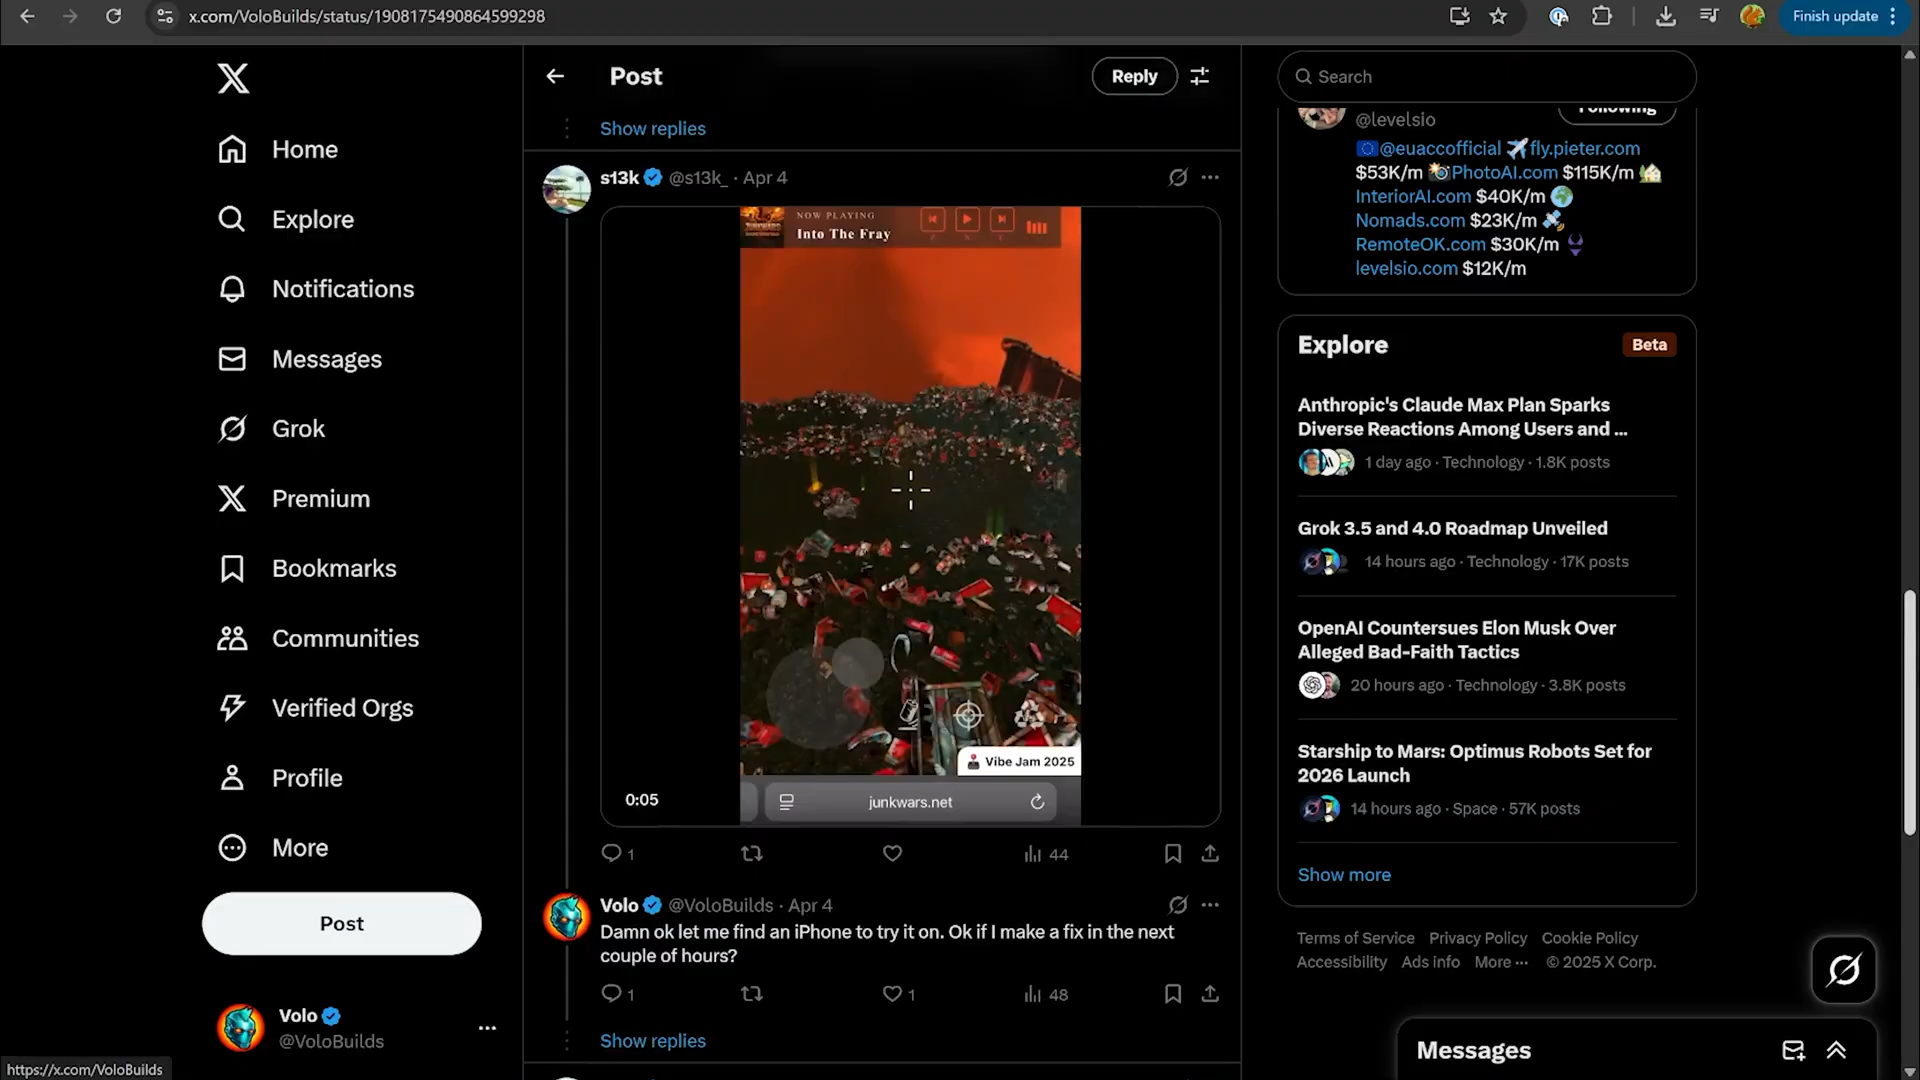 x.com/VoloBuilds/status/1908175490864599298
Finish update
Home
Explore
Notifications
Messages
Grok
Premium
Bookmarks
Communities
Verified Orgs
Profile
More
Post
Volo
@VoloBuilds
https://x.com/VoloBuilds
Post
Reply
Show replies
s13k @s13k_ · Apr 4
NOW PLAYING
Into The Fray
Vibe Jam 2025
junkwars.net
0:05
1
44
Volo @VoloBuilds · Apr 4
Damn ok let me find an iPhone to try it on. Ok if I make a fix in the next
couple of hours?
1
1
48
Show replies
Search
Following
@levelsio
@euaccofficial fly.pieter.com
$53K/m PhotoAI.com $115K/m
InteriorAI.com $40K/m
Nomads.com $23K/m
RemoteOK.com $30K/m
levelsio.com $12K/m
Explore
Beta
Anthropic's Claude Max Plan Sparks
Diverse Reactions Among Users and ...
1 day ago · Technology · 1.8K posts
Grok 3.5 and 4.0 Roadmap Unveiled
14 hours ago · Technology · 17K posts
OpenAI Countersues Elon Musk Over
Alleged Bad-Faith Tactics
20 hours ago · Technology · 3.8K posts
Starship to Mars: Optimus Robots Set for
2026 Launch
14 hours ago · Space · 57K posts
Show more
Terms of Service Privacy Policy Cookie Policy
Accessibility Ads info More ··· © 2025 X Corp.
Messages